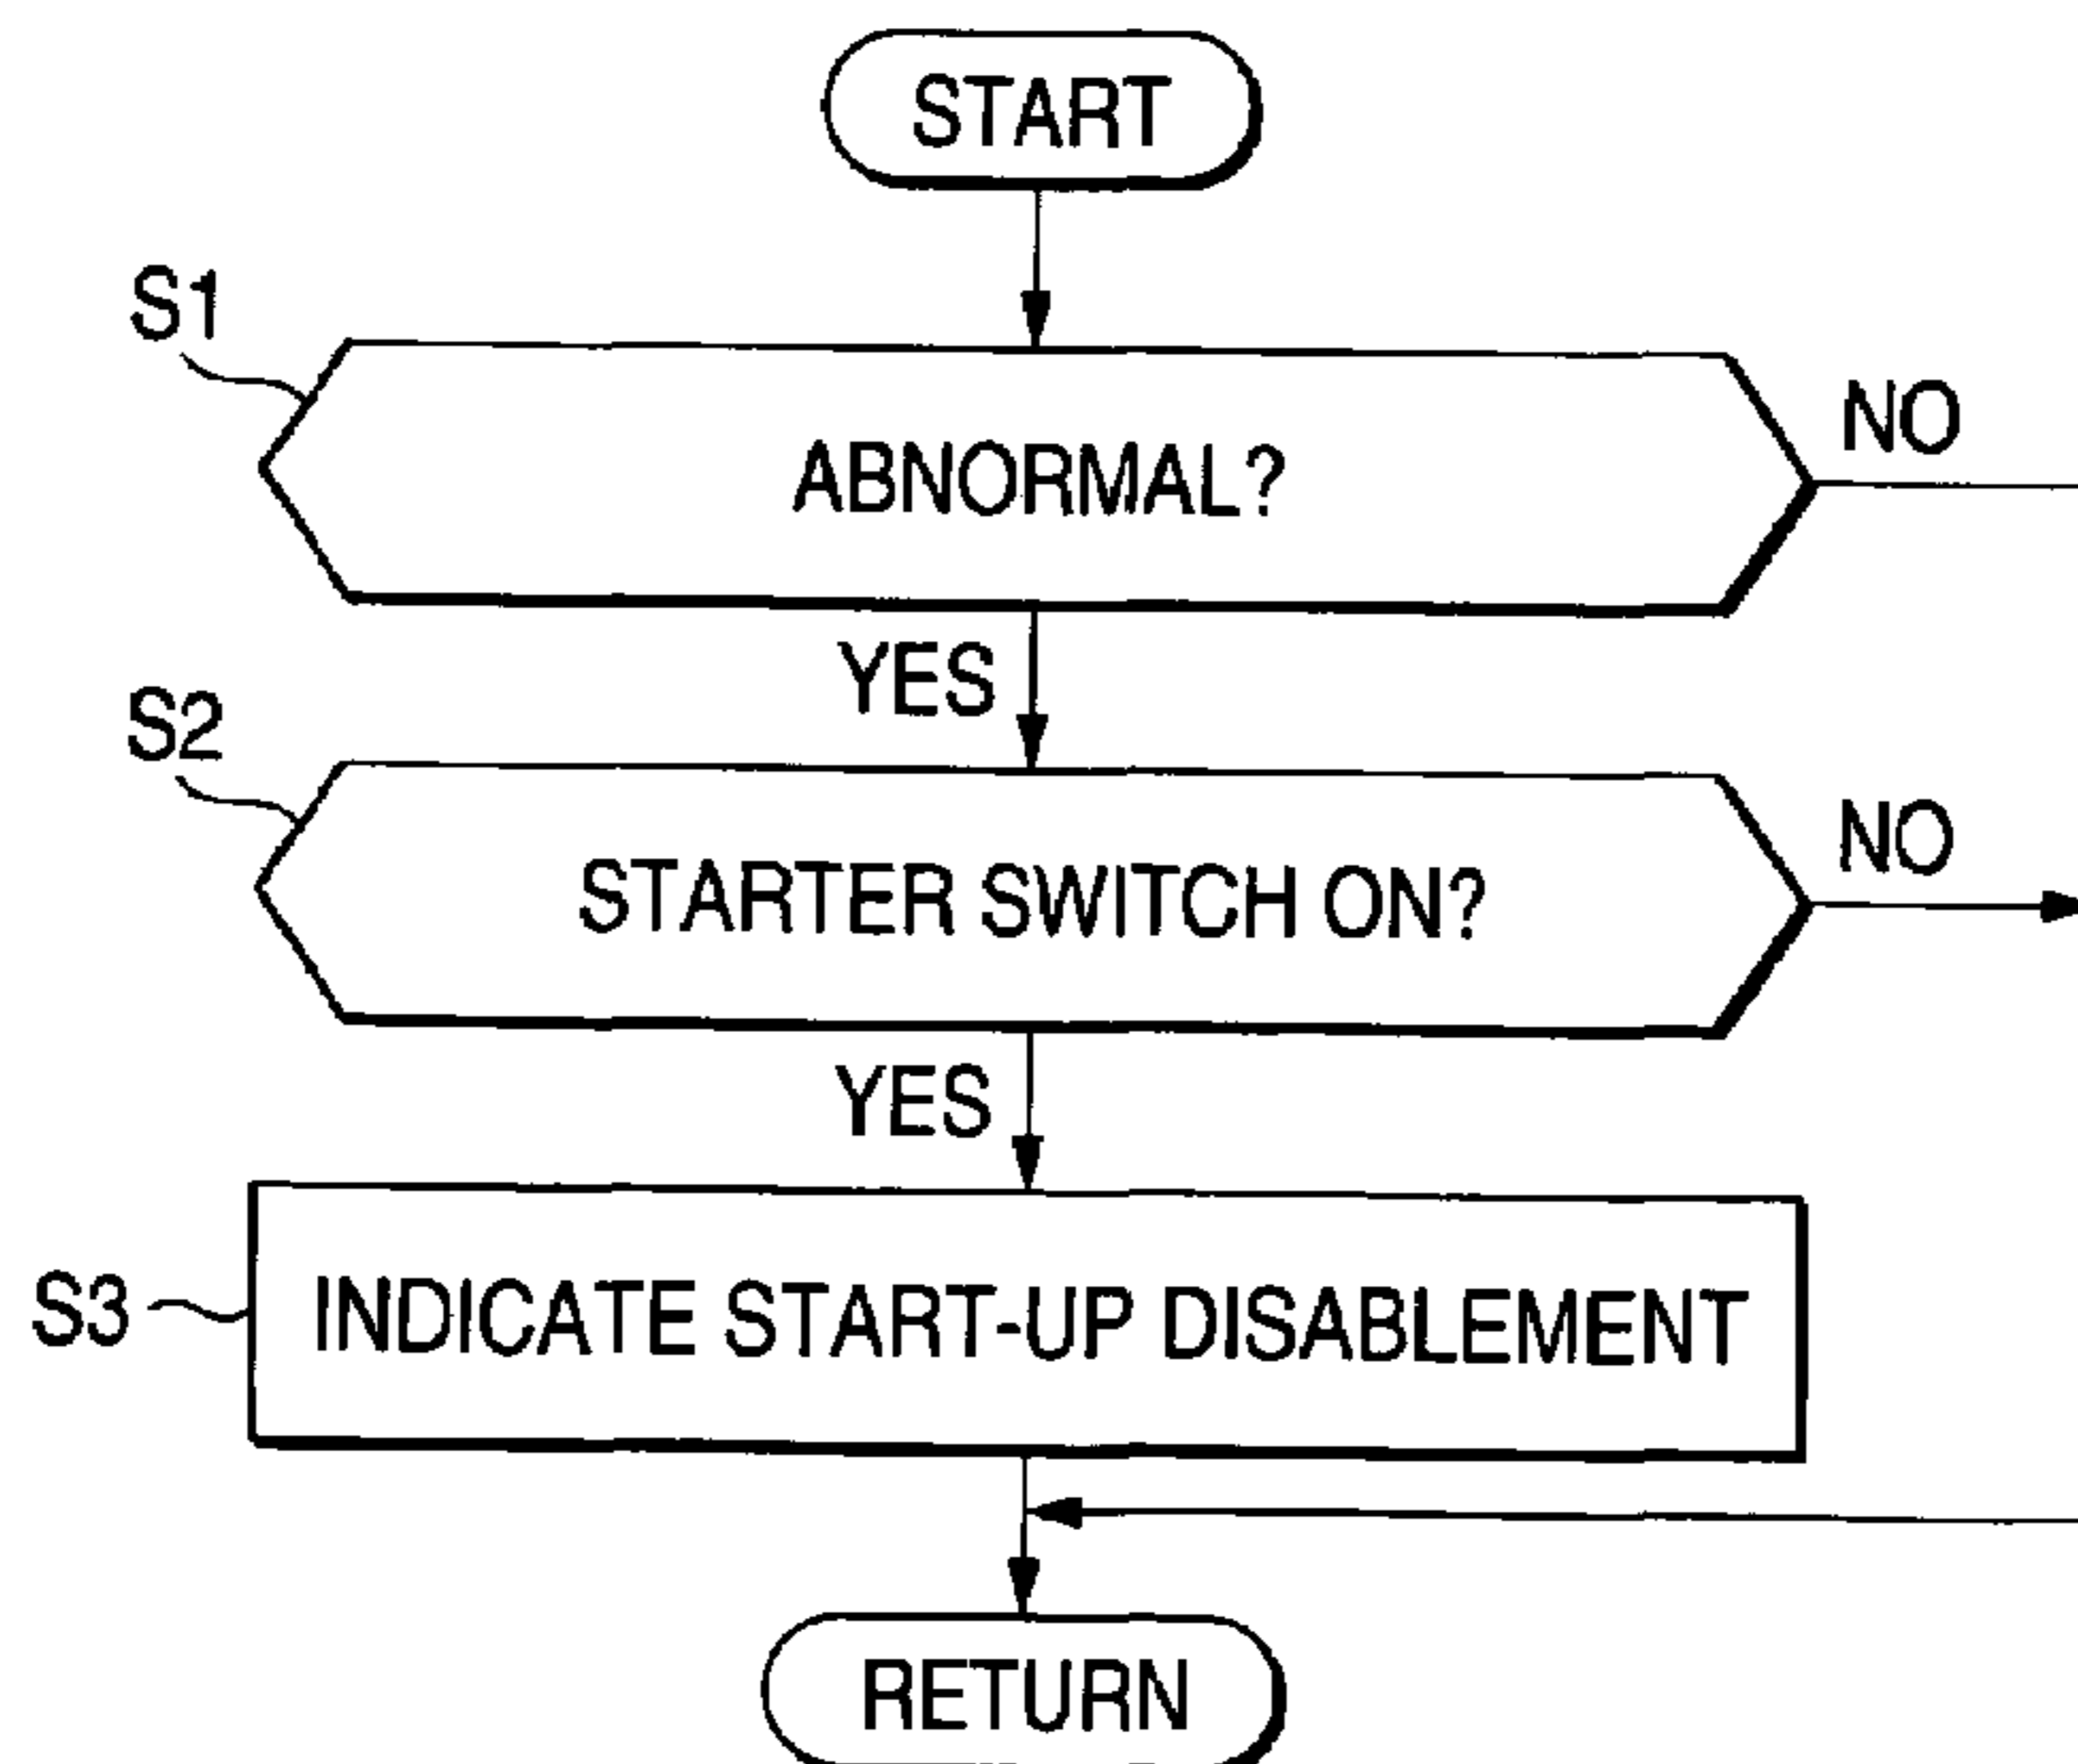 START
S1
ABNORMAL?
NO
YES
S2
STARTER SWITCH ON?
NO
YES
S3
INDICATE START-UP DISABLEMENT
RETURN